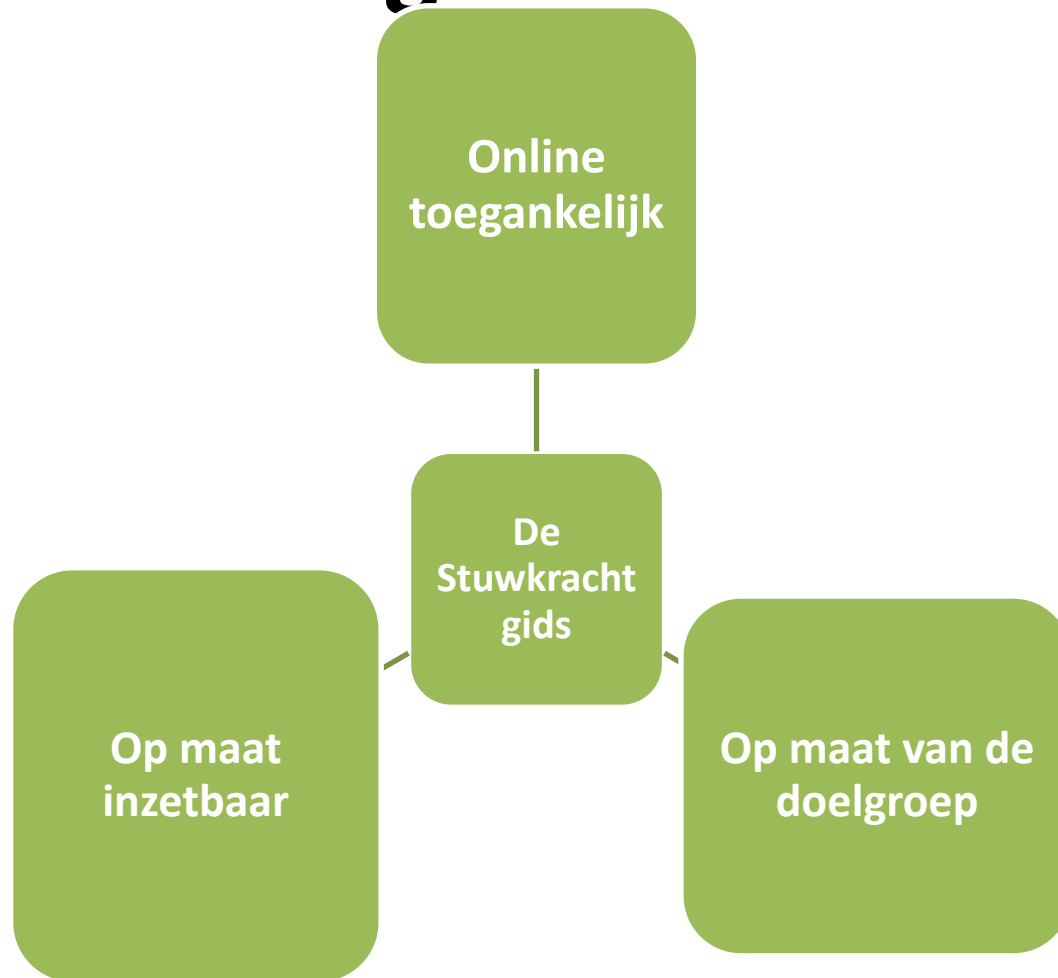 Online
toegankelijk
De
Stuwkracht
gids
Op maat
inzetbaar
Op maat van de
doelgroep